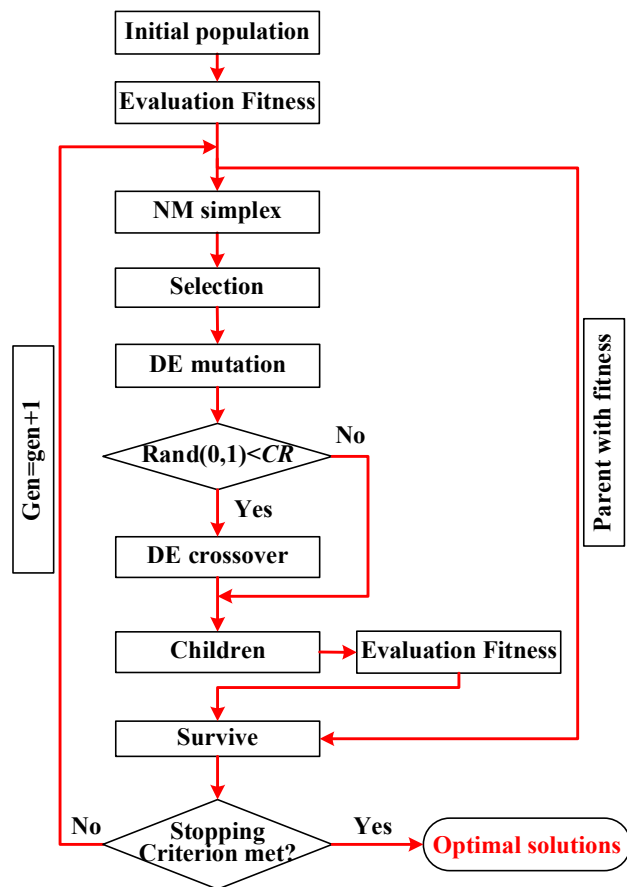 Initial population
Evaluation Fitness
NM simplex
Selection
DE mutation
Rand(0,1)<CR
No
Yes
DE crossover
Children
Evaluation Fitness
Survive
Stopping
Criterion met?
No
Yes
Optimal solutions
Gen=gen+1
Parent with fitness